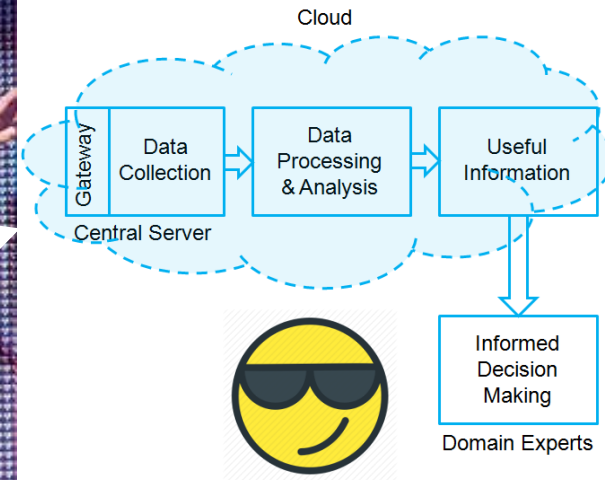 Cloud
Gateway
Data
Collection
Data
Processing
& Analysis
Useful
Information
Central Server
Informed
Decision
Making
Domain Experts